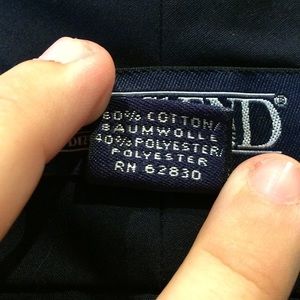 60% COTTON/
BAUMWOLLE
40% POLYESTER/
POLYESTER
RN 62830